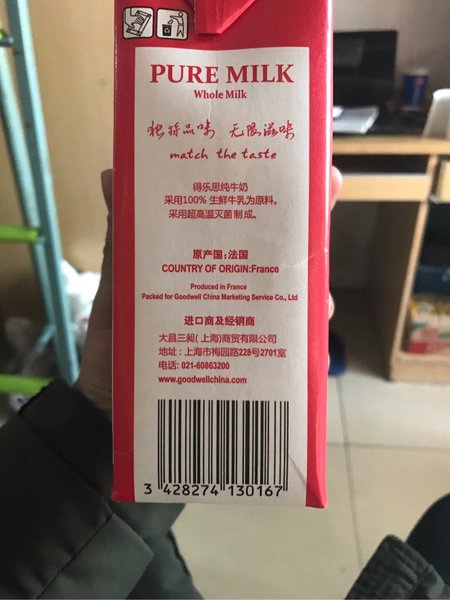 PURE MILK
Whole Milk
独特品味 无限滋味
match the taste
得乐思纯牛奶
采用100% 生鲜牛乳为原料。
采用超高温灭菌制成。
原产国:法国
COUNTRY OF ORIGIN:France
Produced in France
Packed for Goodwell China Marketing Service Co., Ltd
进口商及经销商
大昌三昶( 上海)商贸有限公司
地址: 上海市梅园路228号2701室
电话: 021-60863200
www.goodwellchina.com
3 428274 130167